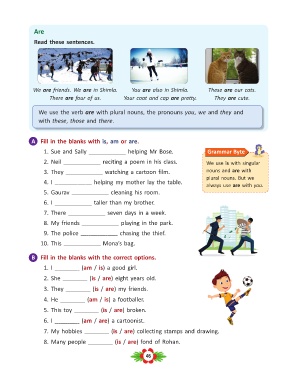 Are
Read these sentences.
We are friends. We are in Shimla.
There are four of us.
You are also in Shimla.
Your coat and cap are pretty.
These are our cats.
They are cute.
We use the verb are with plural nouns, the pronouns you, we and they and
with these, those and there.
A Fill in the blanks with is, am or are.
1. Sue and Sally ____________ helping Mr Bose.
2. Neil ____________ reciting a poem in his class.
3. They ____________ watching a cartoon film.
4. I ____________ helping my mother lay the table.
5. Gaurav ____________ cleaning his room.
6. I ____________ taller than my brother.
7. There ____________ seven days in a week.
8. My friends ____________ playing in the park.
9. The police ____________ chasing the thief.
10. This ____________ Mona's bag.
Grammar Byte
We use is with singular
nouns and are with
plural nouns. But we
always use are with you.
B Fill in the blanks with the correct options.
1. I ________ (am / is) a good girl.
2. She ________ (is / are) eight years old.
3. They ________ (is / are) my friends.
4. He ________ (am / is) a footballer.
5. This toy ________ (is / are) broken.
6. I ________ (am / are) a cartoonist.
7. My hobbies ________ (is / are) collecting stamps and drawing.
8. Many people ________ (is / are) fond of Rohan.
46